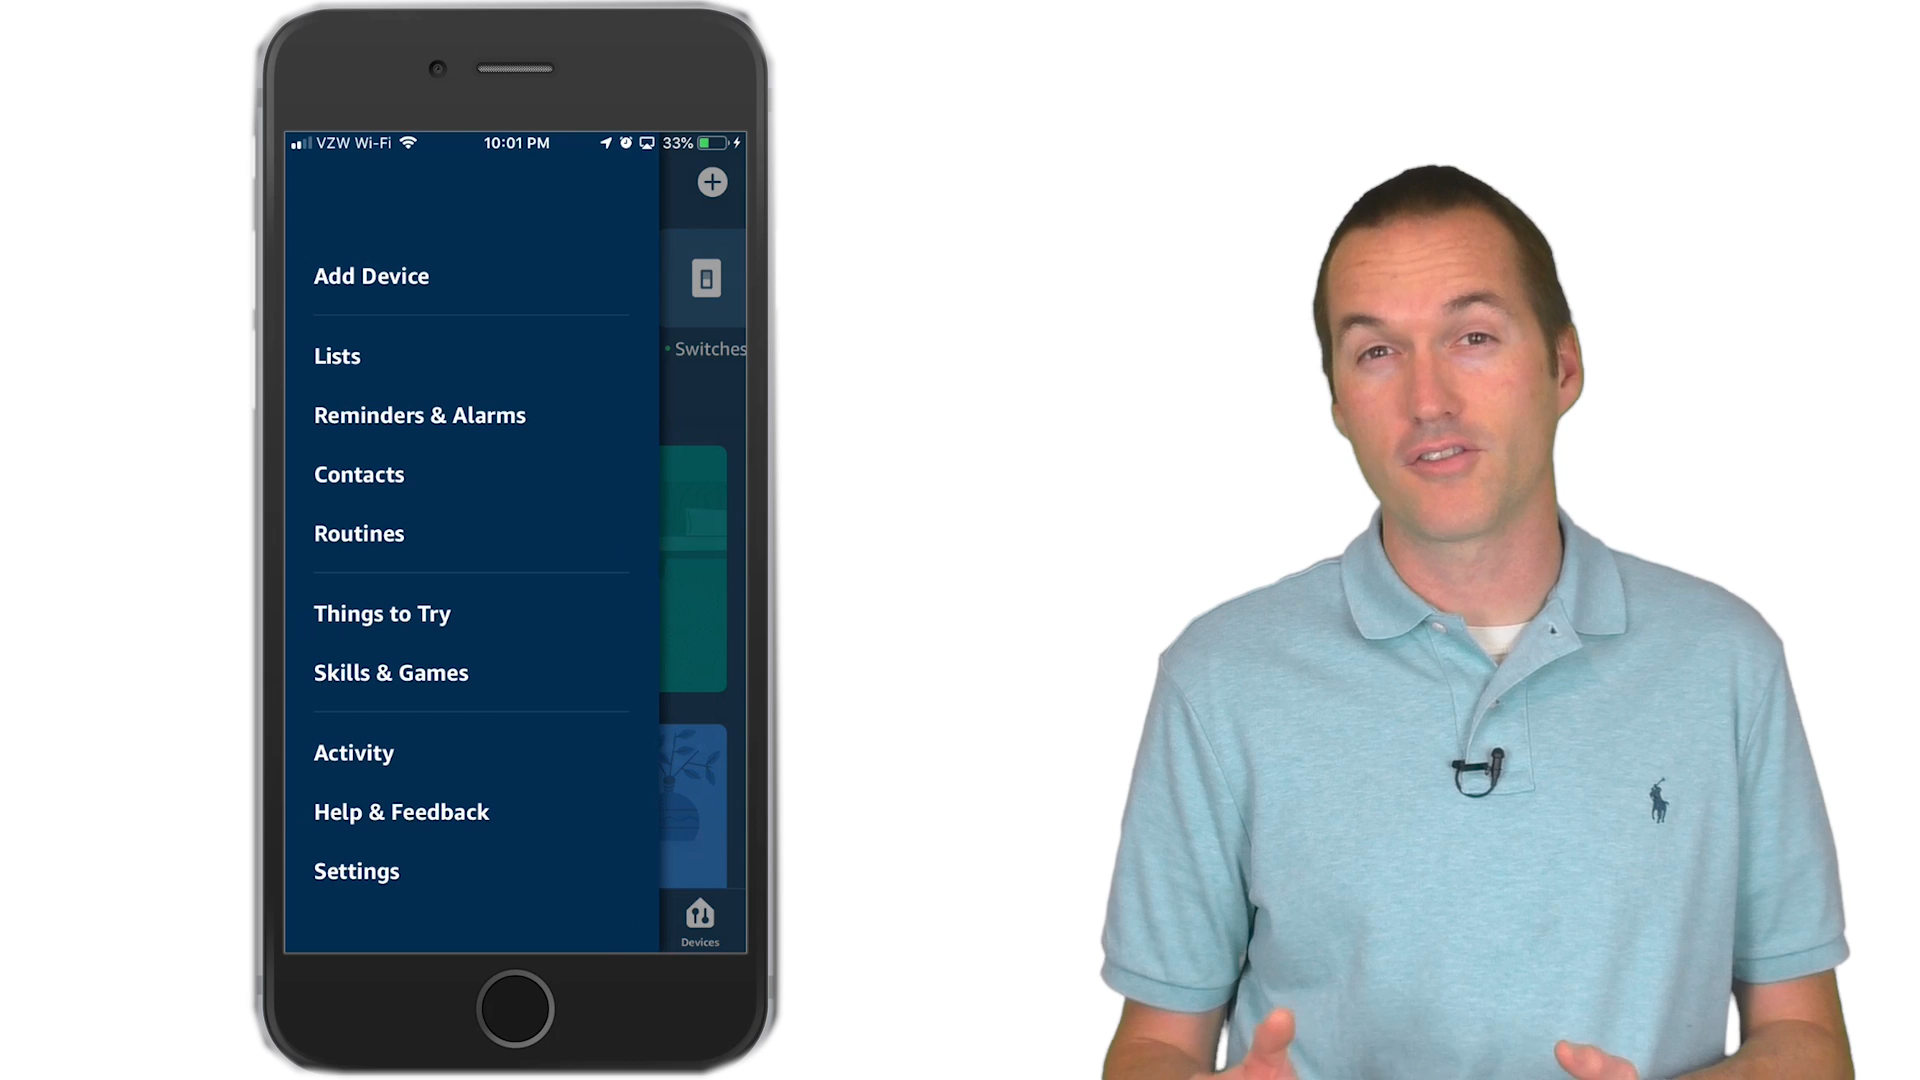 VZW Wi-Fi 10:01 PM 33%
Add Device
Lists
Switches
Reminders & Alarms
Contacts
Routines
Things to Try
Skills & Games
Activity
Help & Feedback
Settings
Devices